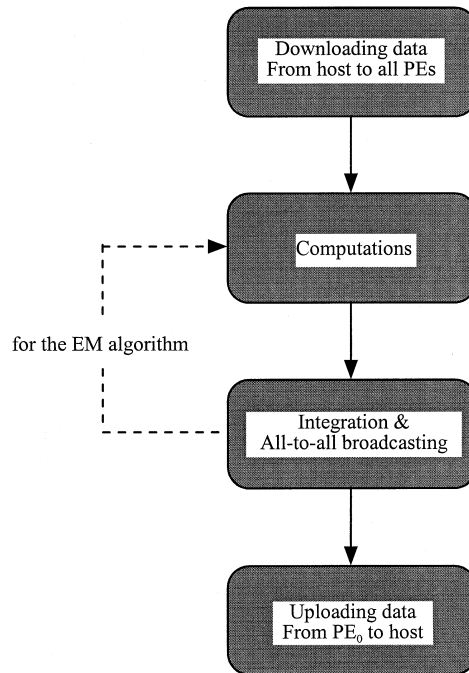 Downloading data
From host to all PEs
Computations
for the EM algorithm
Integration &
All-to-all broadcasting
Uploading data
From PE₀ to host